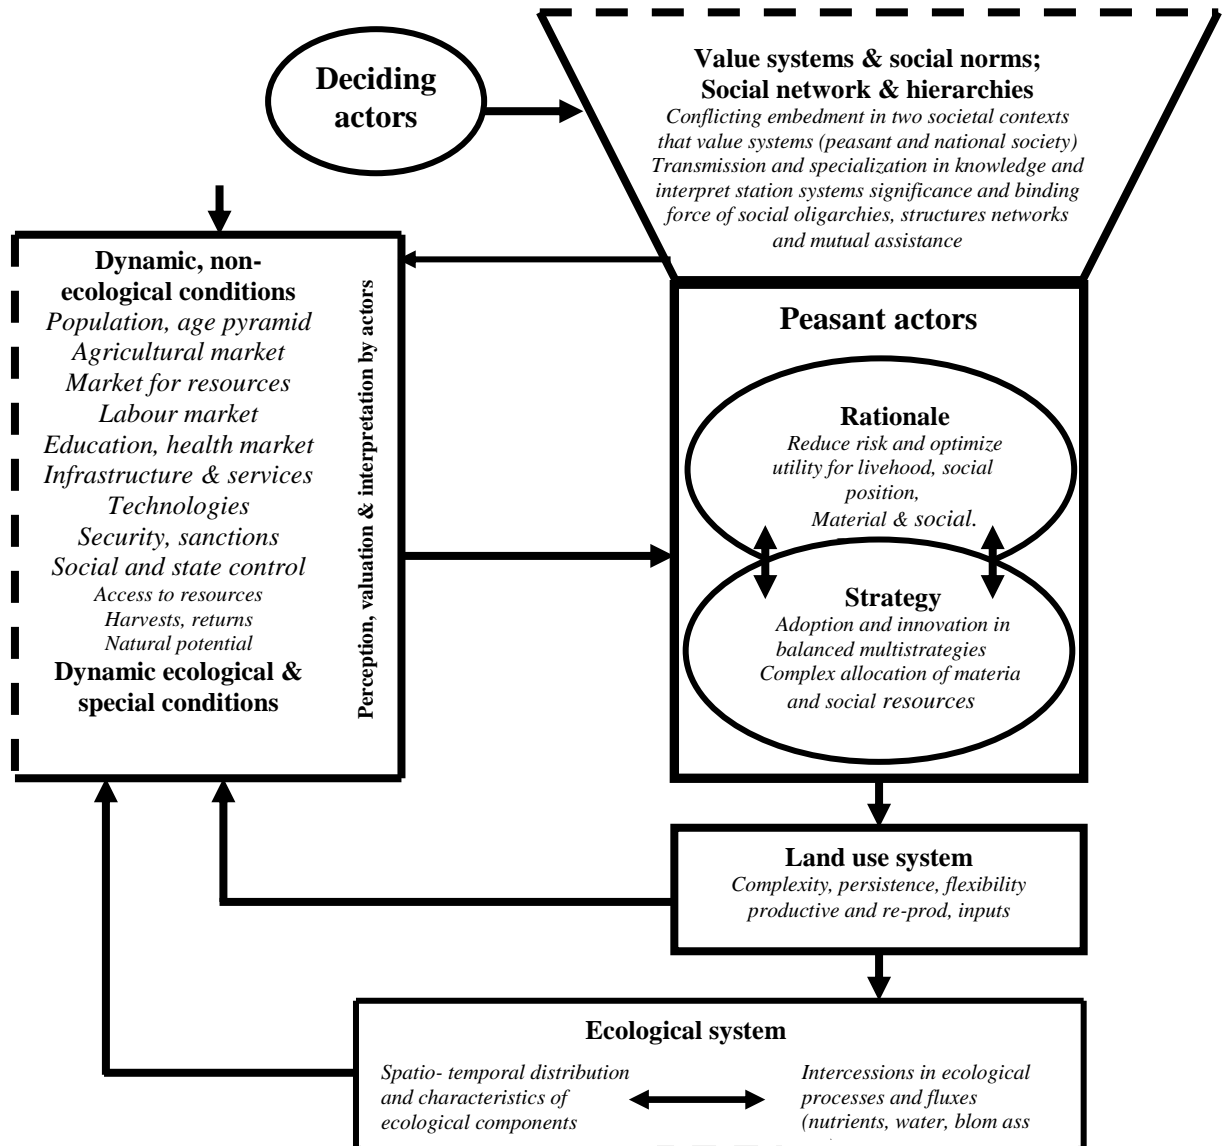 Deciding
actors
Value systems & social norms;
Social network & hierarchies
Conflicting embedment in two societal contexts
that value systems (peasant and national society)
Transmission and specialization in knowledge and
interpret station systems significance and binding
force of social oligarchies, structures networks
and mutual assistance
Dynamic, non-
ecological conditions
Population, age pyramid
Agricultural market
Market for resources
Labour market
Education, health market
Infrastructure & services
Technologies
Security, sanctions
Social and state control
Access to resources
Harvests, returns
Natural potential
Dynamic ecological &
special conditions
Perception, valuation & interpretation by actors
Peasant actors
Rationale
Reduce risk and optimize
utility for livehood, social
position,
Material & social.
Strategy
Adoption and innovation in
balanced multistrategies
Complex allocation of materia
and social resources
Land use system
Complexity, persistence, flexibility
productive and re-prod, inputs
Ecological system
Spatio- temporal distribution
and characteristics of
ecological components
Intercessions in ecological
processes and fluxes
(nutrients, water, blom ass